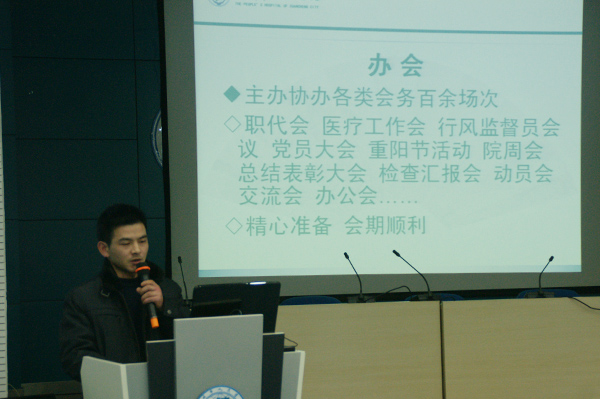 办会
◆主办协办各类会务百余场次
◇职代会 医疗工作会 行风监督员会
议 党员大会 重阳节活动 院周会
总结表彰大会 检查汇报会 动员会
交流会 办公会……
◇精心准备 会期顺利